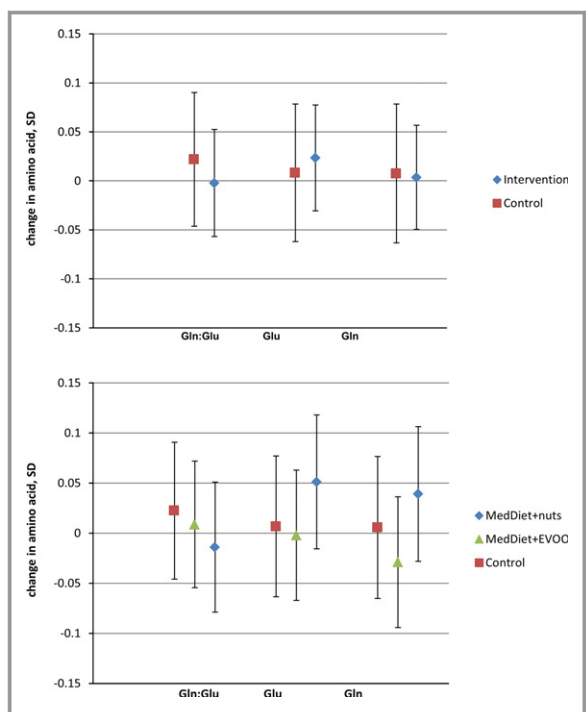 0.15
0.1
0.05
0
-0.05
-0.1
-0.15
change in amino acid, SD
Gln:Glu Glu Gln
Intervention
Control
0.15
0.1
0.05
0
-0.05
-0.1
-0.15
change in amino acid, SD
Gln:Glu Glu Gln
MedDiet+nuts
MedDiet+EVOO
Control